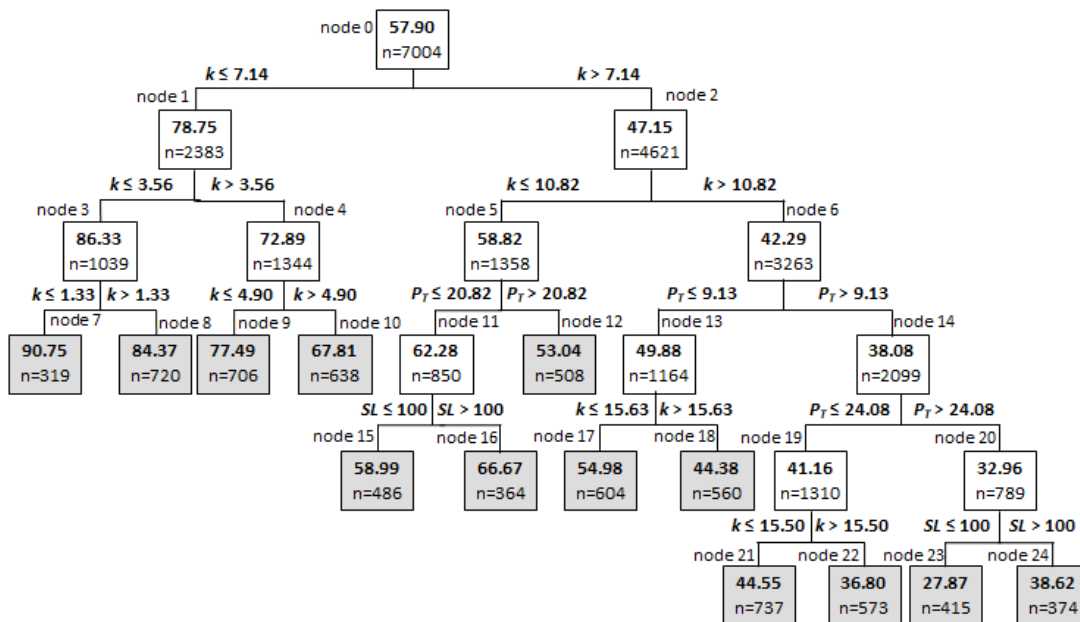 node 0
57.90
n=7004
k ≤ 7.14 k > 7.14
node 1 node 2
78.75 47.15
n=2383 n=4621
k ≤ 3.56 k > 3.56 k ≤ 10.82 k > 10.82
node 3 node 4 node 5 node 6
86.33 72.89 58.82 42.29
n=1039 n=1344 n=1358 n=3263
k ≤ 1.33 k > 1.33 k ≤ 4.90 k > 4.90 PT ≤ 20.82 PT > 20.82 PT ≤ 9.13 PT > 9.13
node 7 node 8 node 9 node 10 node 11 node 12 node 13 node 14
90.75 84.37 77.49 67.81 62.28 53.04 49.88 38.08
n=319 n=720 n=706 n=638 n=850 n=508 n=1164 n=2099
SL ≤ 100 SL > 100 k ≤ 15.63 k > 15.63 PT ≤ 24.08 PT > 24.08
node 15 node 16 node 17 node 18 node 19 node 20
58.99 66.67 54.98 44.38 41.16 32.96
n=486 n=364 n=604 n=560 n=1310 n=789
k ≤ 15.50 k > 15.50 SL ≤ 100 SL > 100
node 21 node 22 node 23 node 24
44.55 36.80 27.87 38.62
n=737 n=573 n=415 n=374